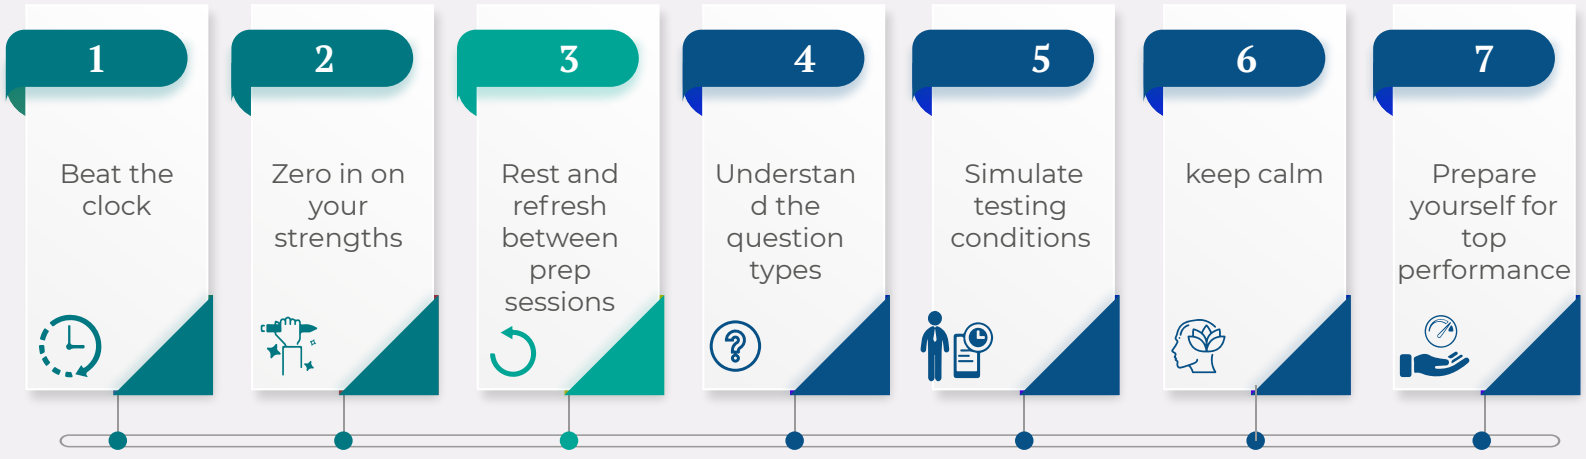 1
Beat the
clock
2
Zero in on
your
strengths
3
Rest and
refresh
between
prep
sessions
4
Understan
d the
question
types
5
Simulate
testing
conditions
6
keep calm
7
Prepare
yourself for
top
performance